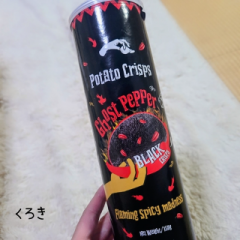 Potato Crisps
Ghost Pepper
BLACK
Flaming Spicy madness
くろき